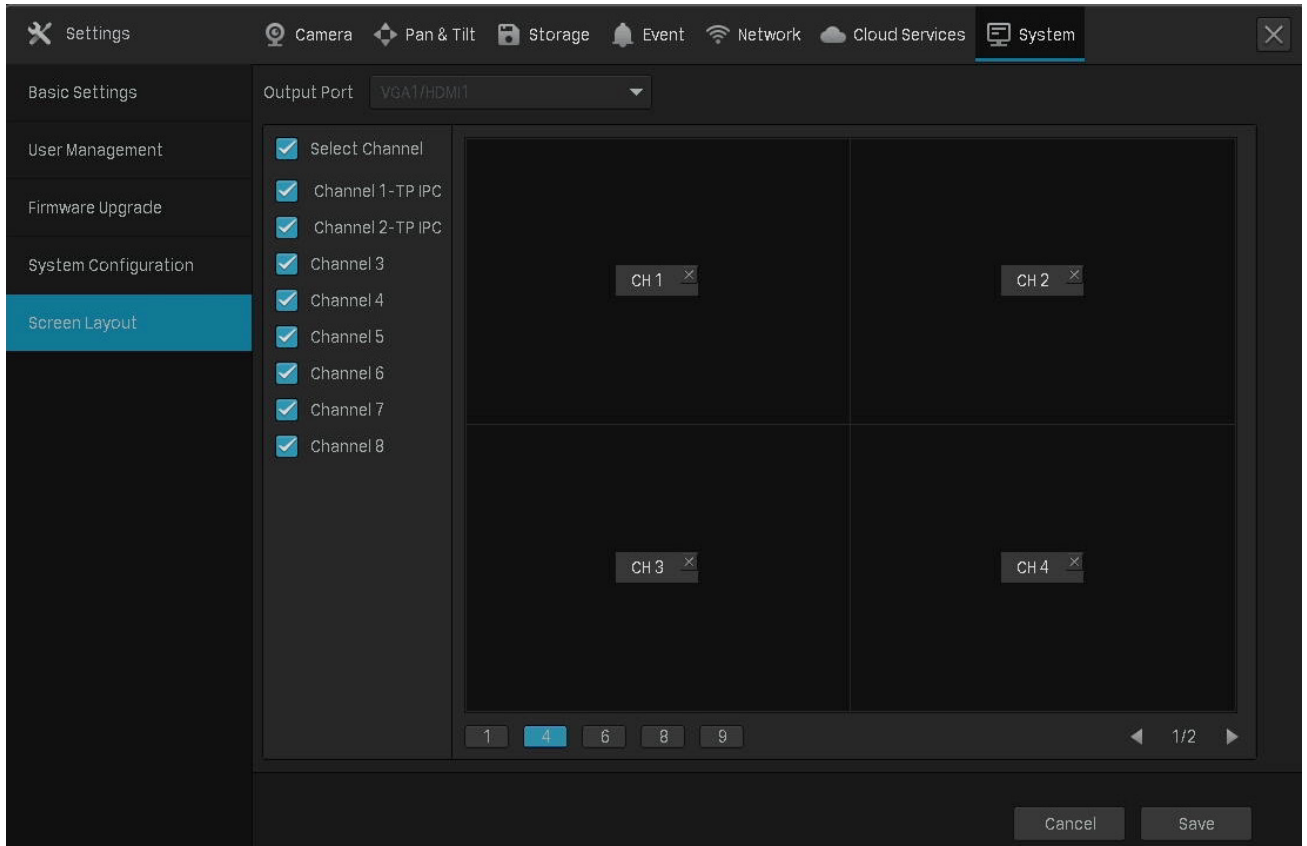 Settings Camera Pan & Tilt Storage Event Network Cloud Services System
Basic Settings
User Management
Firmware Upgrade
System Configuration
Screen Layout
Output Port VGA1/HDMI1
Select Channel
Channel 1-TP IPC
Channel 2-TP IPC
Channel 3
Channel 4
Channel 5
Channel 6
Channel 7
Channel 8
CH 1 CH 2
CH 3 CH 4
1 4 6 8 9 1/2
Cancel Save